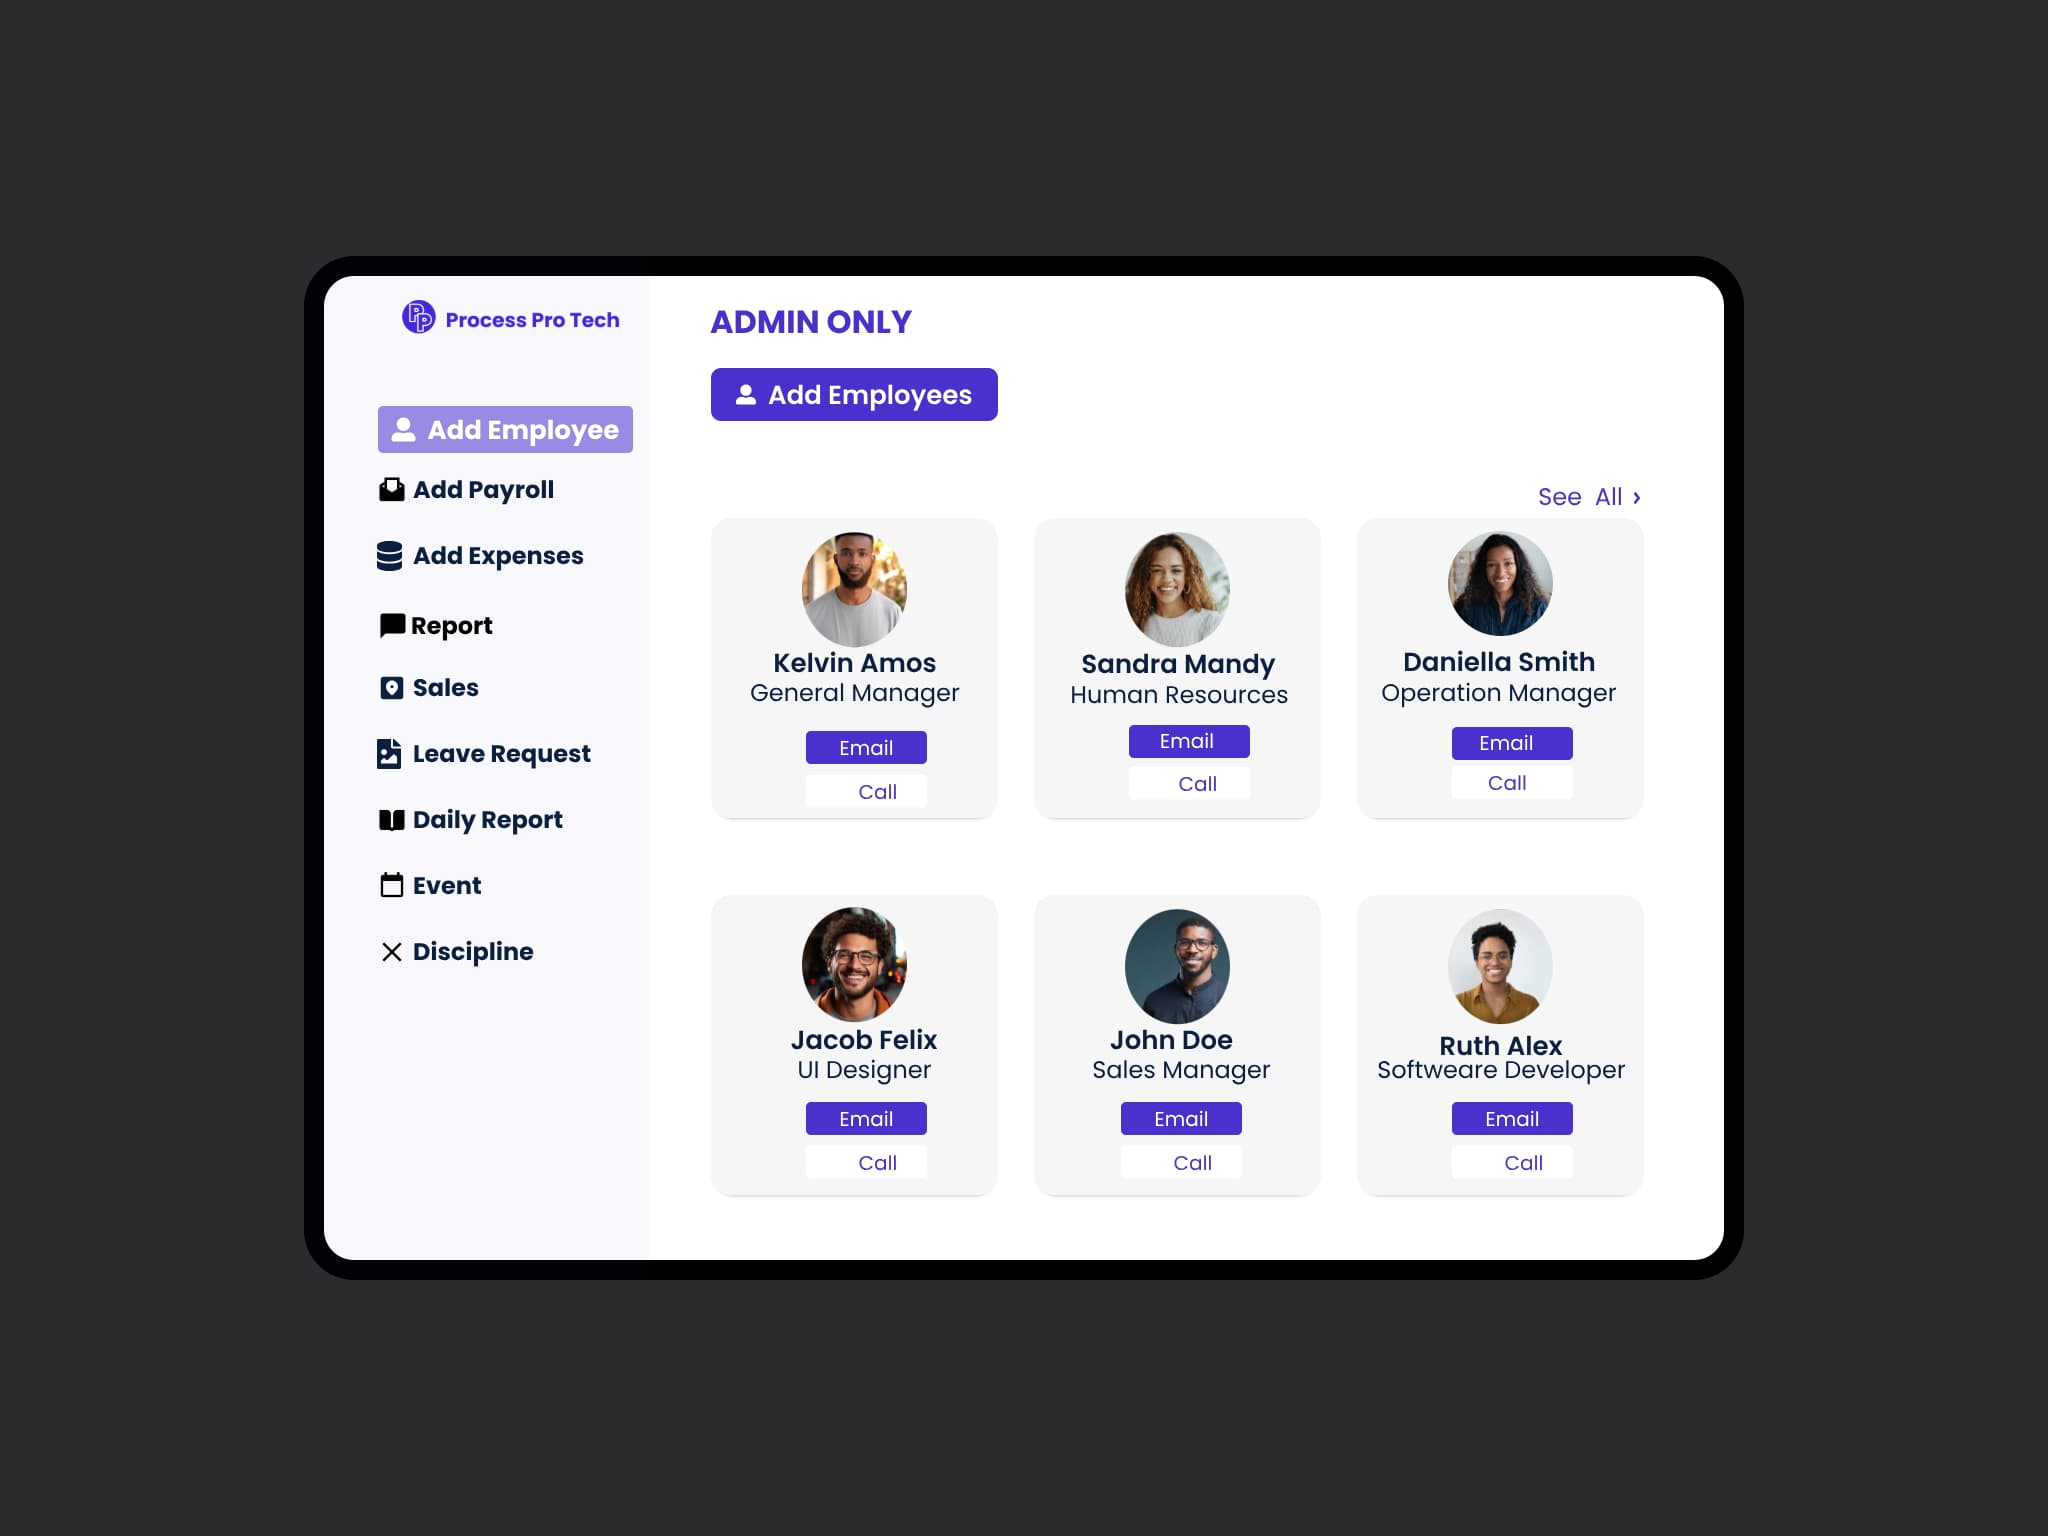 Process Pro Tech
Add Employee
Add Payroll
Add Expenses
Report
Sales
Leave Request
Daily Report
Event
Discipline
ADMIN ONLY
Add Employees
See All ›
Kelvin Amos
General Manager
Email
Call
Sandra Mandy
Human Resources
Email
Call
Daniella Smith
Operation Manager
Email
Call
Jacob Felix
UI Designer
Email
Call
John Doe
Sales Manager
Email
Call
Ruth Alex
Softweare Developer
Email
Call